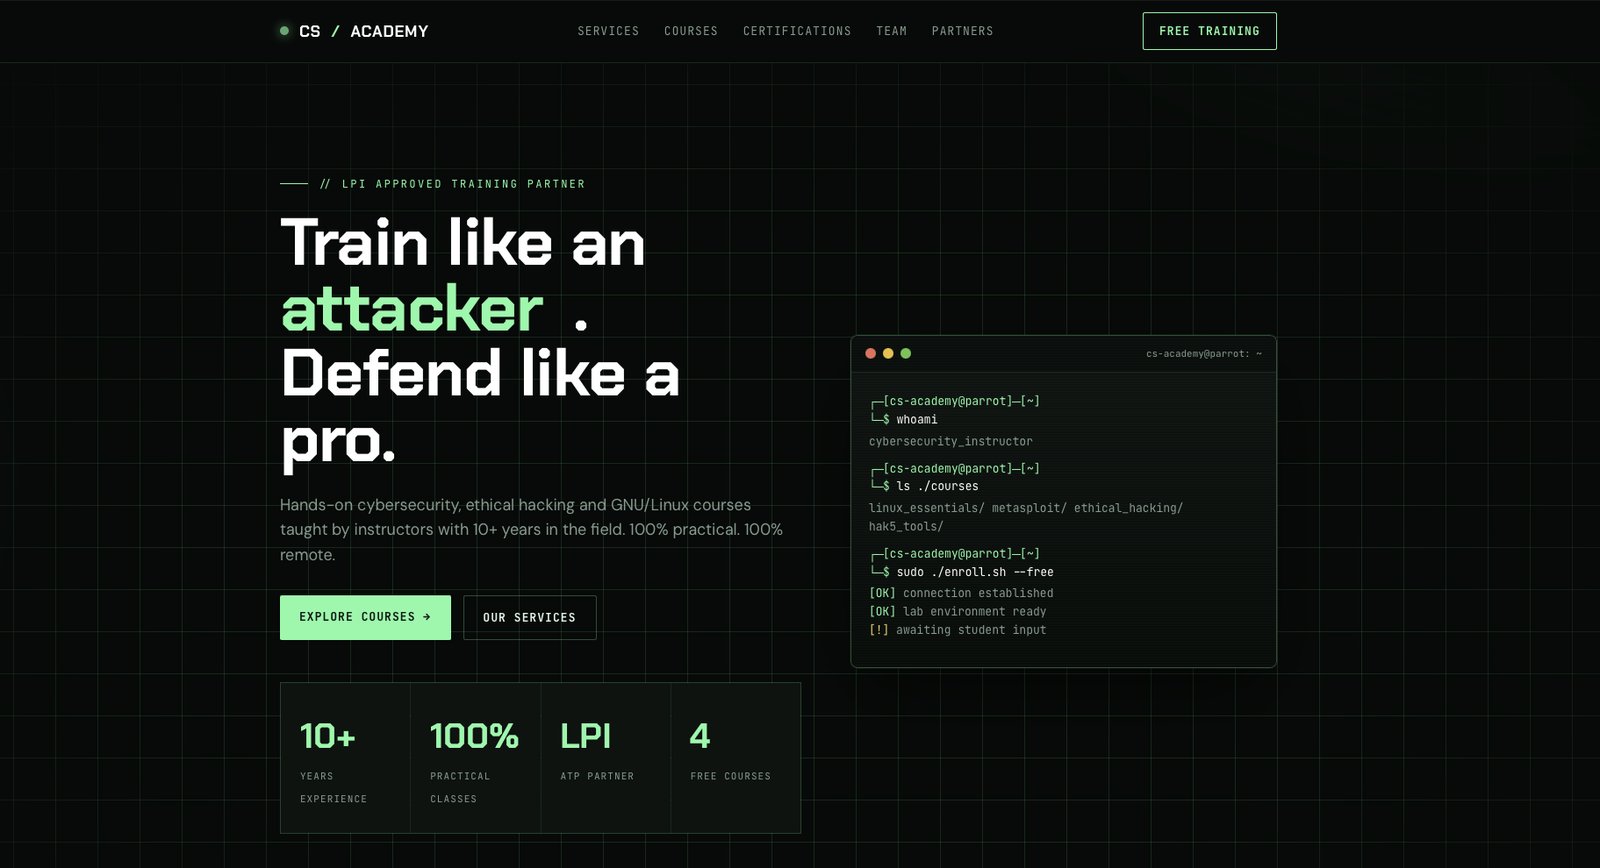 CS / ACADEMY
SERVICES COURSES CERTIFICATIONS TEAM PARTNERS
FREE TRAINING
// LPI APPROVED TRAINING PARTNER
Train like an
attacker .
Defend like a
pro.
Hands-on cybersecurity, ethical hacking and GNU/Linux courses
taught by instructors with 10+ years in the field. 100% practical. 100%
remote.
EXPLORE COURSES →
OUR SERVICES
10+
YEARS
EXPERIENCE
100%
PRACTICAL
CLASSES
LPI
ATP PARTNER
4
FREE COURSES
cs-academy@parrot: ~
┌─[cs-academy@parrot]─[~]
└─$ whoami
cybersecurity_instructor
┌─[cs-academy@parrot]─[~]
└─$ ls ./courses
linux_essentials/ metasploit/ ethical_hacking/
hak5_tools/
┌─[cs-academy@parrot]─[~]
└─$ sudo ./enroll.sh --free
[OK] connection established
[OK] lab environment ready
[!] awaiting student input